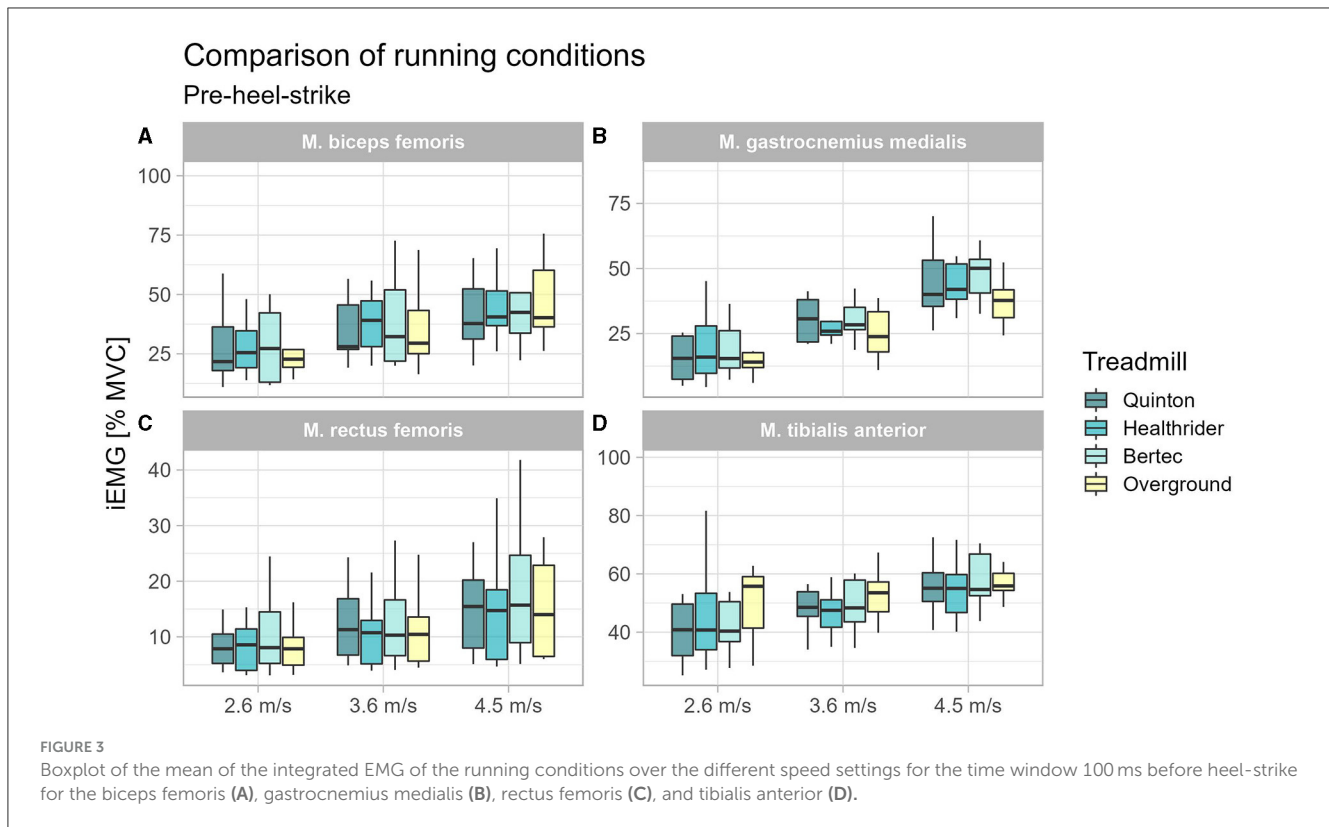 Comparison of running conditions
Pre-heel-strike
A
M. biceps femoris
100
75
50
25
B
M. gastrocnemius medialis
75
50
25
iEMG [% MVC]
C
M. rectus femoris
40
30
20
10
D
M. tibialis anterior
100
80
60
40
2.6 m/s 3.6 m/s 4.5 m/s
2.6 m/s 3.6 m/s 4.5 m/s
Treadmill
Quinton
Healthrider
Bertec
Overground
FIGURE 3
Boxplot of the mean of the integrated EMG of the running conditions over the different speed settings for the time window 100 ms before heel-strike
for the biceps femoris (A), gastrocnemius medialis (B), rectus femoris (C), and tibialis anterior (D).